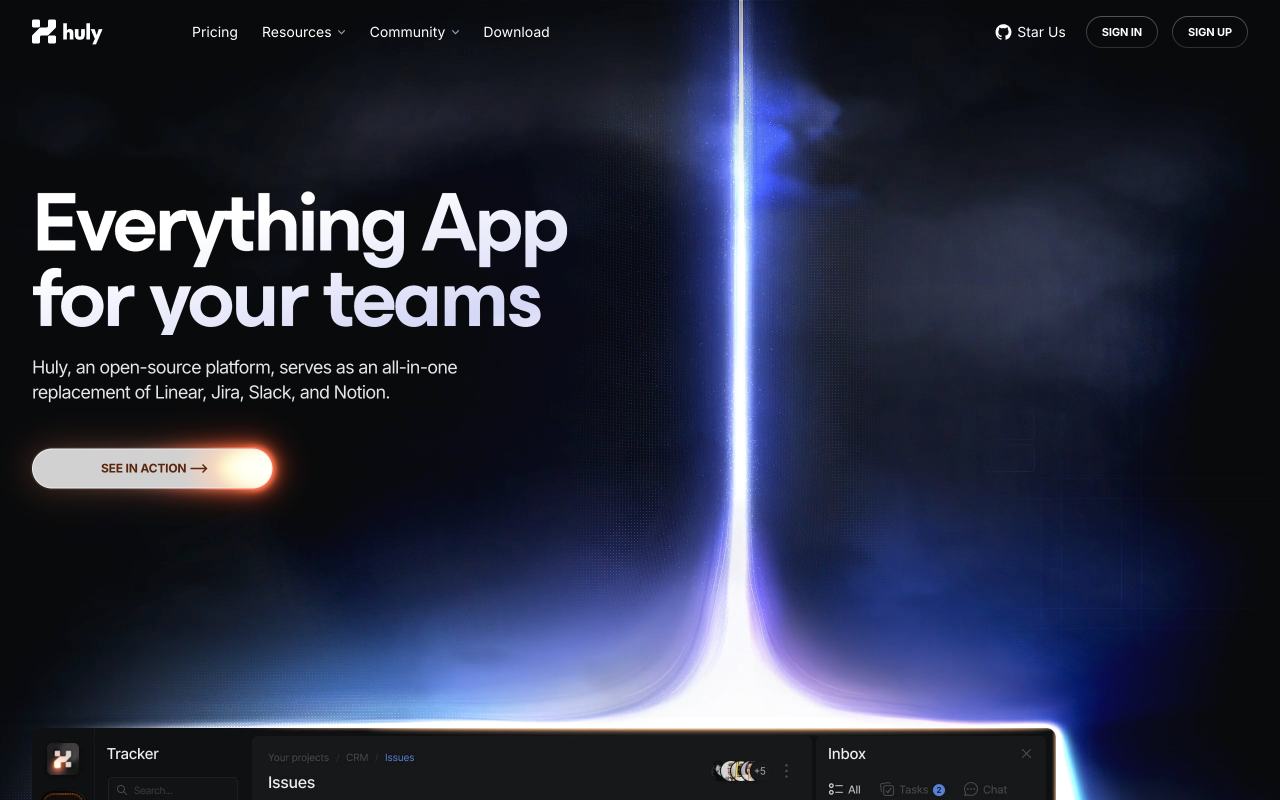 huly
Pricing
Resources
Community
Download
Star Us
SIGN IN
SIGN UP
Everything App
for your teams
Huly, an open-source platform, serves as an all-in-one
replacement of Linear, Jira, Slack, and Notion.
SEE IN ACTION
Tracker
Search...
Your projects / CRM / Issues
Issues
+5
Inbox
All
Tasks 2
Chat